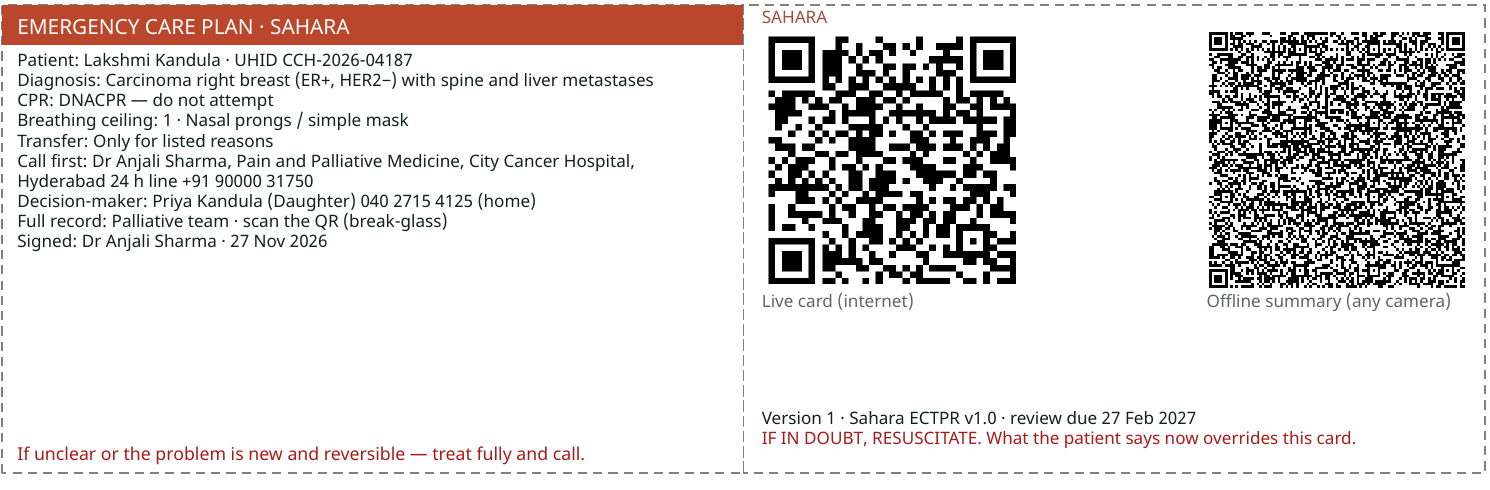 EMERGENCY CARE PLAN · SAHARA
Patient: Lakshmi Kandula · UHID CCH-2026-04187
Diagnosis: Carcinoma right breast (ER+, HER2−) with spine and liver metastases
CPR: DNACPR — do not attempt
Breathing ceiling: 1 · Nasal prongs / simple mask
Transfer: Only for listed reasons
Call first: Dr Anjali Sharma, Pain and Palliative Medicine, City Cancer Hospital,
Hyderabad 24 h line +91 90000 31750
Decision-maker: Priya Kandula (Daughter) 040 2715 4125 (home)
Full record: Palliative team · scan the QR (break-glass)
Signed: Dr Anjali Sharma · 27 Nov 2026
If unclear or the problem is new and reversible — treat fully and call.
SAHARA
Live card (internet)
Offline summary (any camera)
Version 1 · Sahara ECTPR v1.0 · review due 27 Feb 2027
IF IN DOUBT, RESUSCITATE. What the patient says now overrides this card.